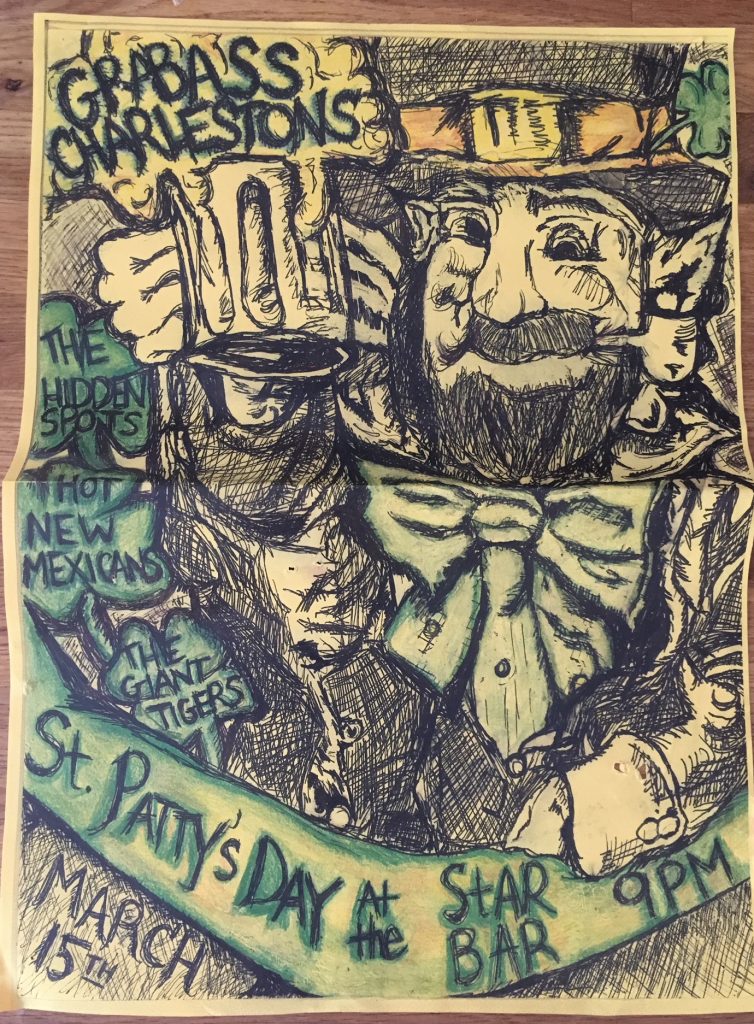 GRABASS
CHARLESTONS
THE
HIDDEN
SPOTS
HOT
NEW
MEXICANS
THE
GIANT
TIGERS
St. PATTY'S DAY At the StAR BAR 9PM
MARCH
15TH